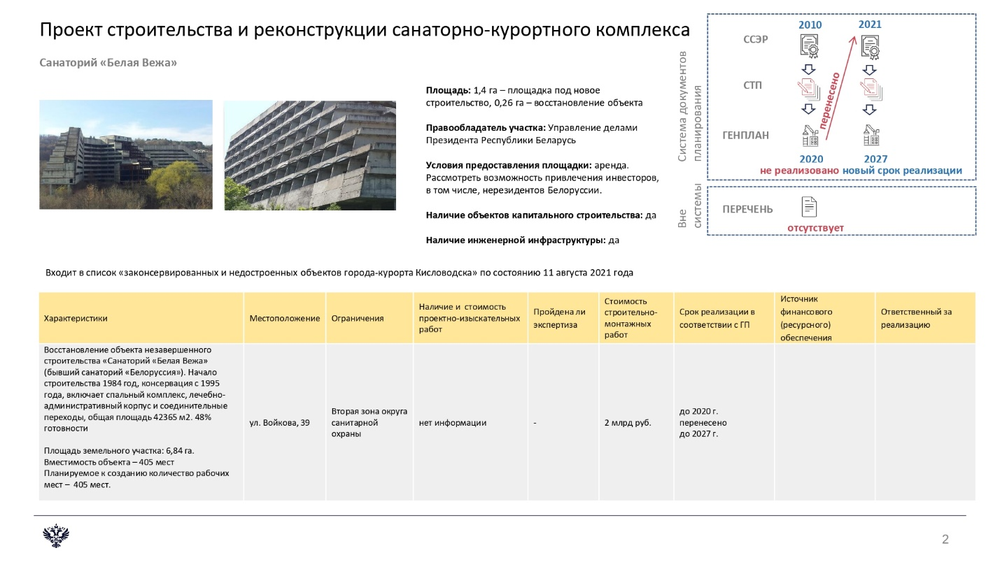 Проект строительства и реконструкции санаторно-курортного комплекса
Санаторий «Белая Вежа»
Площадь: 1,4 га – площадка под новое
строительство, 0,26 га – восстановление объекта
Правообладатель участка: Управление делами
Президента Республики Беларусь
Условия предоставления площадки: аренда.
Рассмотреть возможность привлечения инвесторов,
в том числе, нерезидентов Белоруссии.
Наличие объектов капитального строительства: да
Наличие инженерной инфраструктуры: да
Система документов
планирования
2010
2021
ССЭР
СТП
ГЕНПЛАН
перенесено
2020
2027
не реализовано новый срок реализации
Вне
системы
ПЕРЕЧЕНЬ
отсутствует
Входит в список «законсервированных и недостроенных объектов города-курорта Кисловодска» по состоянию 11 августа 2021 года
Характеристики
Местоположение
Ограничения
Наличие и стоимость
проектно-изыскательных
работ
Пройдена ли
экспертиза
Стоимость
строительно-
монтажных
работ
Срок реализации в
соответствии с ГП
Источник
финансового
(ресурсного)
обеспечения
Ответственный за
реализацию
Восстановление объекта незавершенного
строительства «Санаторий «Белая Вежа»
(бывший санаторий «Белоруссия»). Начало
строительства 1984 год, консервация с 1995
года, включает спальный комплекс, лечебно-
административный корпус и соединительные
переходы, общая площадь 42365 м2. 48%
готовности
Площадь земельного участка: 6,84 га.
Вместимость объекта – 405 мест
Планируемое к созданию количество рабочих
мест – 405 мест.
ул. Войкова, 39
Вторая зона округа
санитарной
охраны
нет информации
-
2 млрд руб.
до 2020 г.
перенесено
до 2027 г.
2